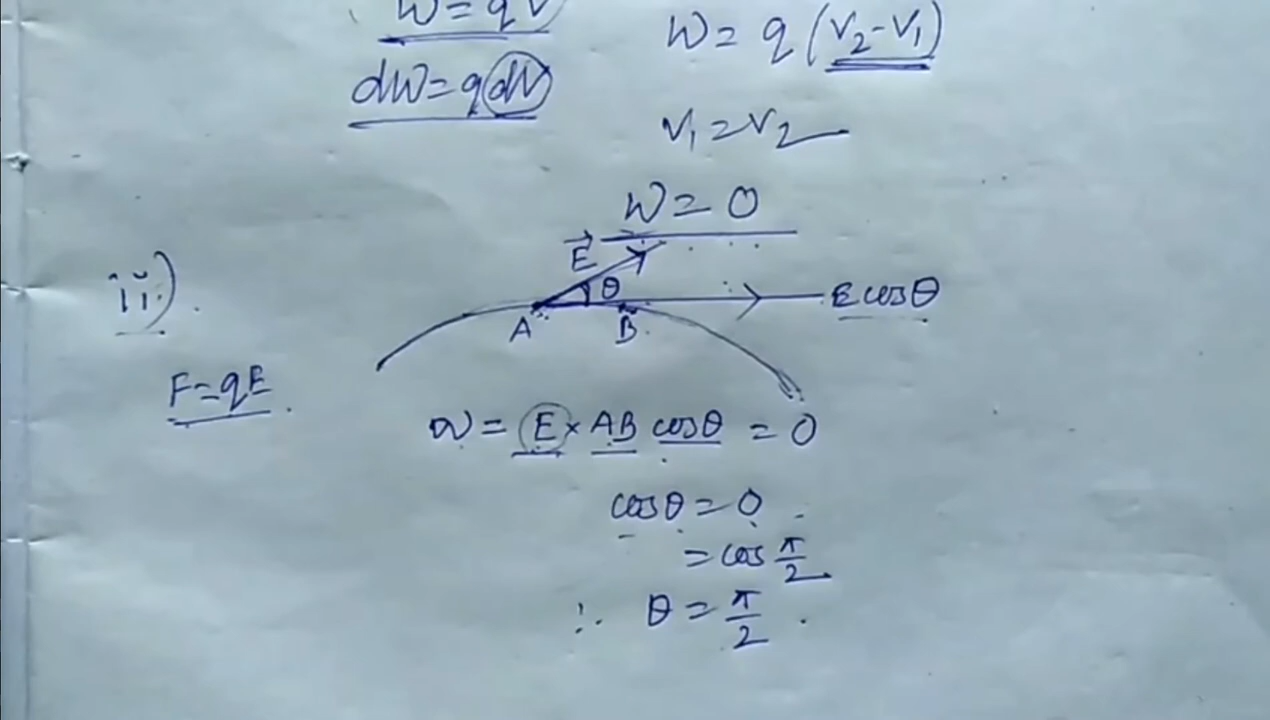 W = qV
W = q (V₂-V₁)
dW = q dV
V₁ = V₂
W = 0
E⃗
ii).
θ
E cosθ
A
B
F = qE.
W = E × AB cosθ = 0
cosθ = 0
= cos π/2
∴ θ = π/2.